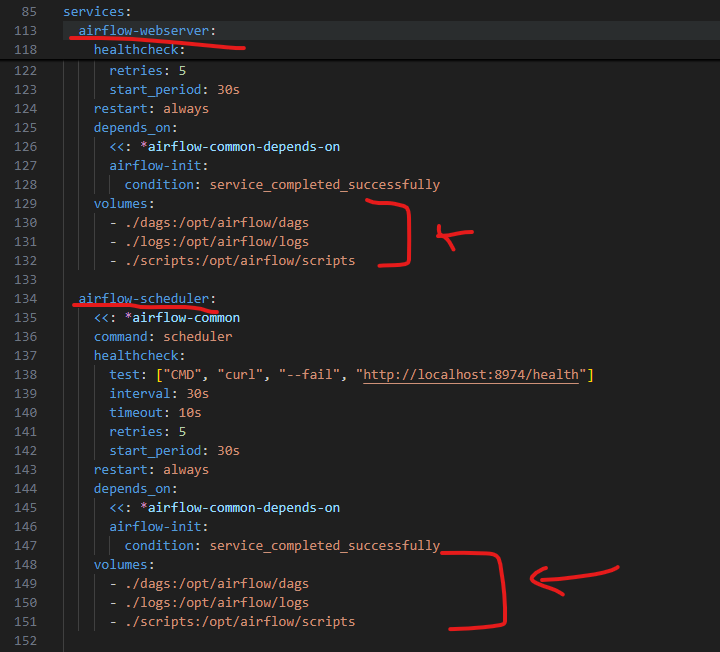 85 services:
113   airflow-webserver:
118     healthcheck:
122       retries: 5
123       start_period: 30s
124     restart: always
125     depends_on:
126       <<: *airflow-common-depends-on
127       airflow-init:
128         condition: service_completed_successfully
129     volumes:
130       - ./dags:/opt/airflow/dags
131       - ./logs:/opt/airflow/logs
132       - ./scripts:/opt/airflow/scripts
133
134   airflow-scheduler:
135     <<: *airflow-common
136     command: scheduler
137     healthcheck:
138       test: ["CMD", "curl", "--fail", "http://localhost:8974/health"]
139       interval: 30s
140       timeout: 10s
141       retries: 5
142       start_period: 30s
143     restart: always
144     depends_on:
145       <<: *airflow-common-depends-on
146       airflow-init:
147         condition: service_completed_successfully
148     volumes:
149       - ./dags:/opt/airflow/dags
150       - ./logs:/opt/airflow/logs
151       - ./scripts:/opt/airflow/scripts
152